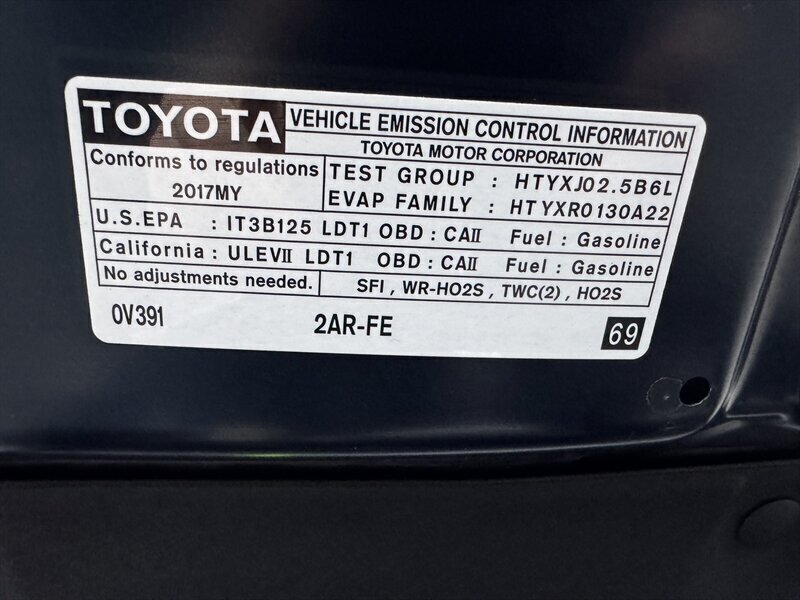 TOYOTA
VEHICLE EMISSION CONTROL INFORMATION
TOYOTA MOTOR CORPORATION
Conforms to regulations
2017MY
TEST GROUP : HTYXJ02.5B6L
EVAP FAMILY : HTYXR0130A22
U.S.EPA : IT3B125 LDT1 OBD : CAII Fuel : Gasoline
California : ULEVII LDT1 OBD : CAII Fuel : Gasoline
No adjustments needed.
SFI , WR-HO2S , TWC(2) , HO2S
0V391
2AR-FE
69